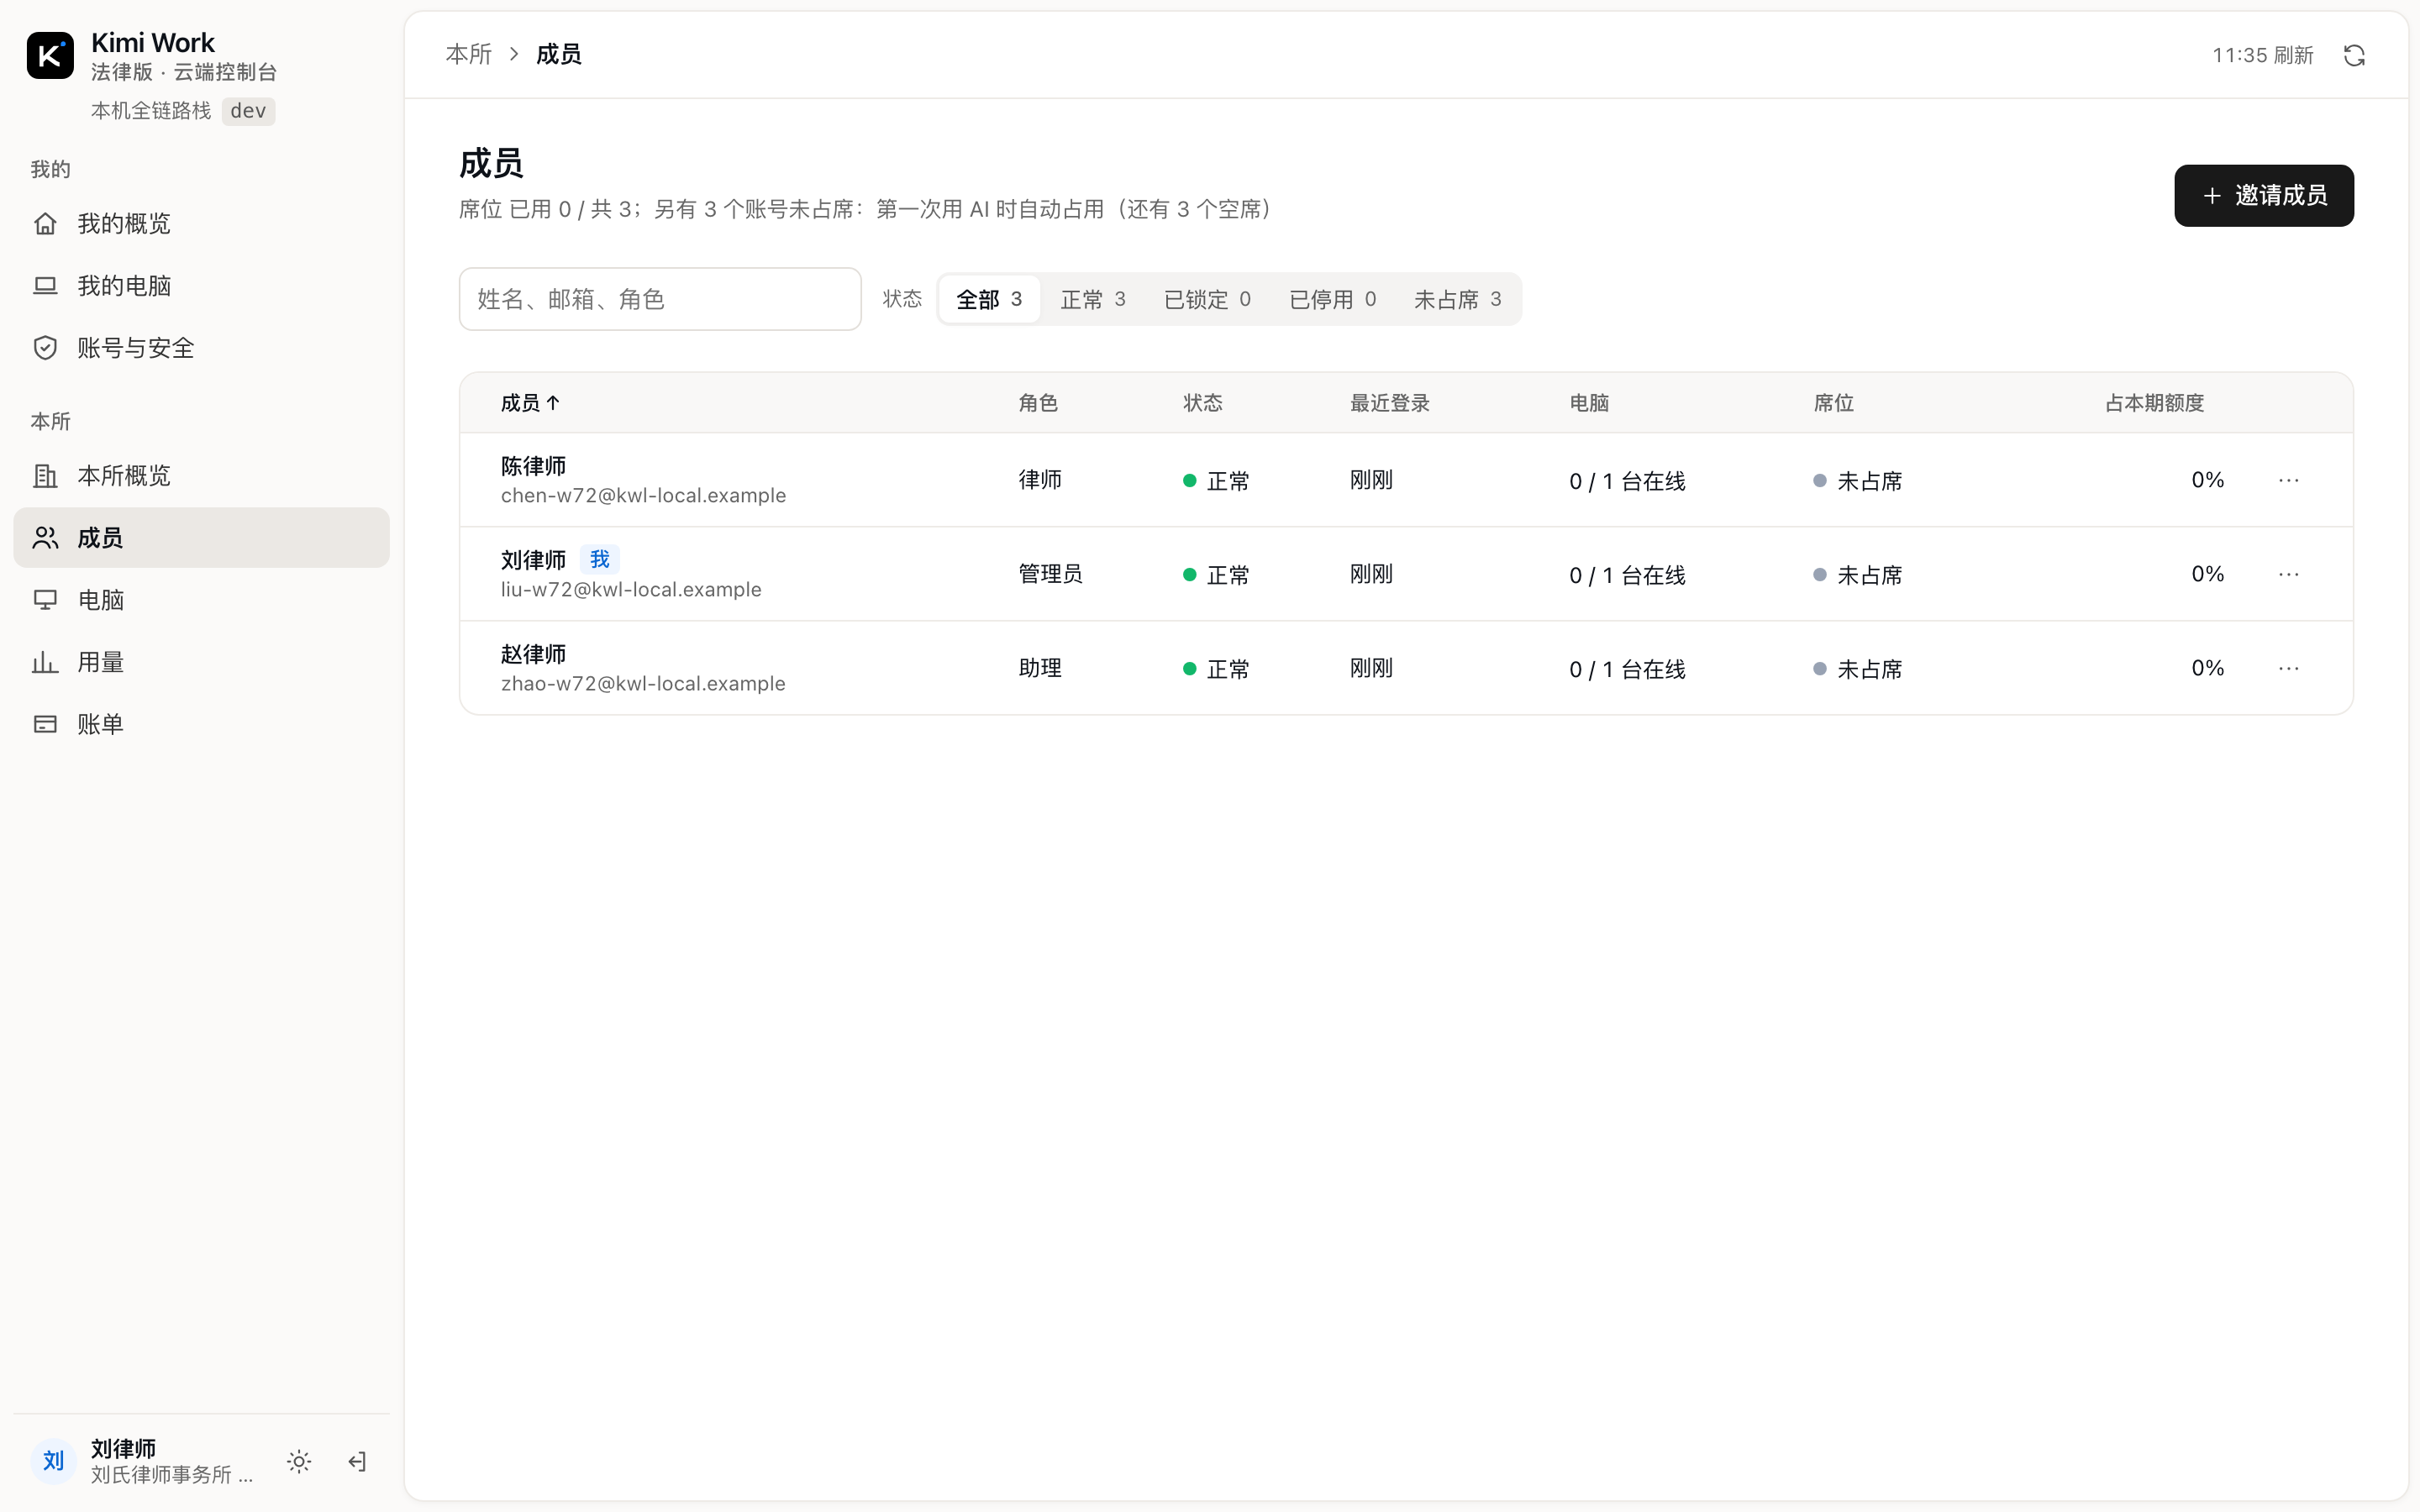 Kimi Work
法律版 · 云端控制台
本机全链路栈 dev
我的
我的概览
我的电脑
账号与安全
本所
本所概览
成员
电脑
用量
账单
刘
刘律师
刘氏律师事务所 ...
本所 > 成员
11:35 刷新
成员
席位 已用 0 / 共 3；另有 3 个账号未占席：第一次用 AI 时自动占用（还有 3 个空席）
+ 邀请成员
姓名、邮箱、角色
状态 全部 3 正常 3 已锁定 0 已停用 0 未占席 3
成员 ↑ 角色 状态 最近登录 电脑 席位 占本期额度
陈律师
chen-w72@kwl-local.example
律师 正常 刚刚 0 / 1 台在线 未占席 0% ...
刘律师 我
liu-w72@kwl-local.example
管理员 正常 刚刚 0 / 1 台在线 未占席 0% ...
赵律师
zhao-w72@kwl-local.example
助理 正常 刚刚 0 / 1 台在线 未占席 0% ...